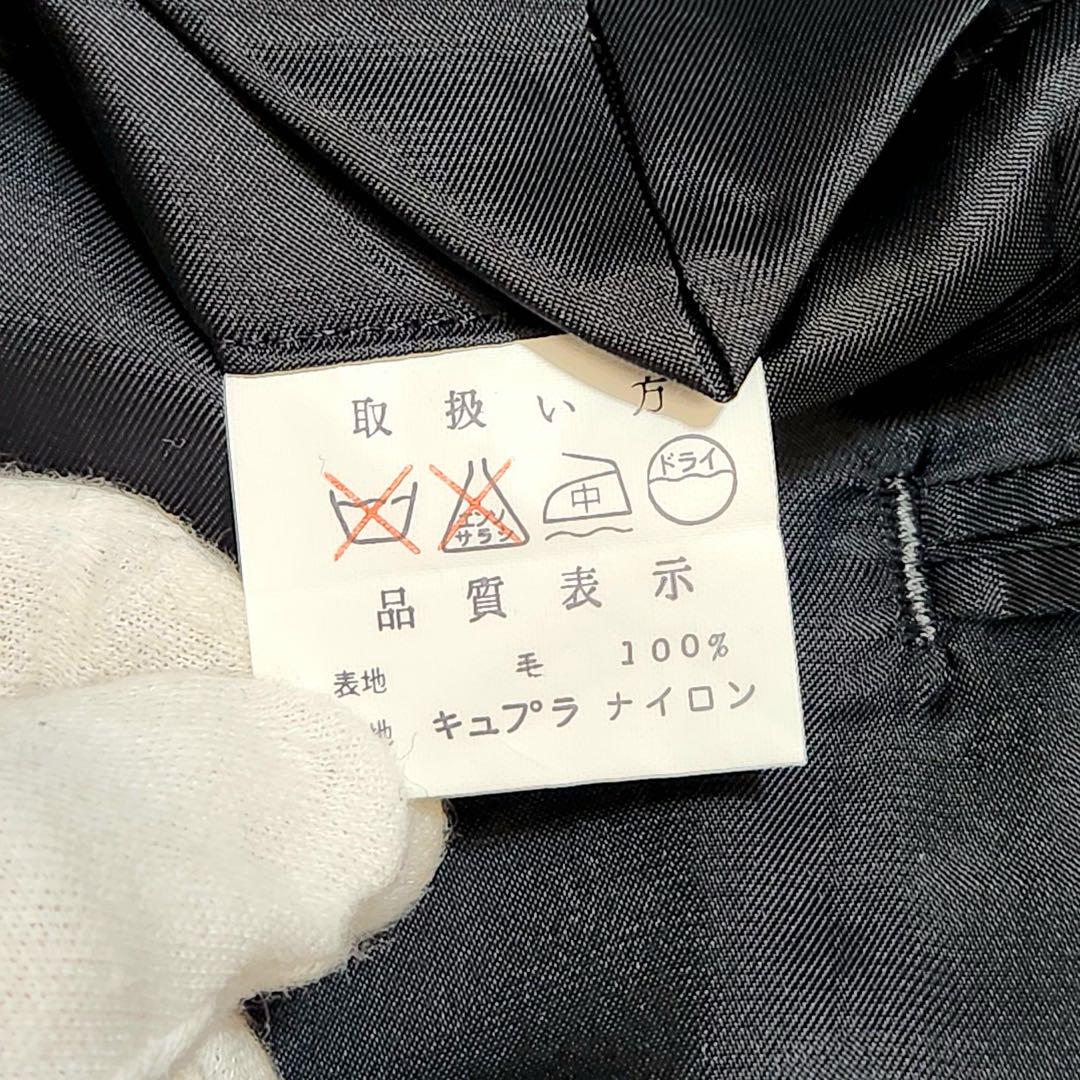 取扱い方
エンソ
サラシ
中
ドライ
品質表示
表地 毛 100%
地 キュプラ ナイロン